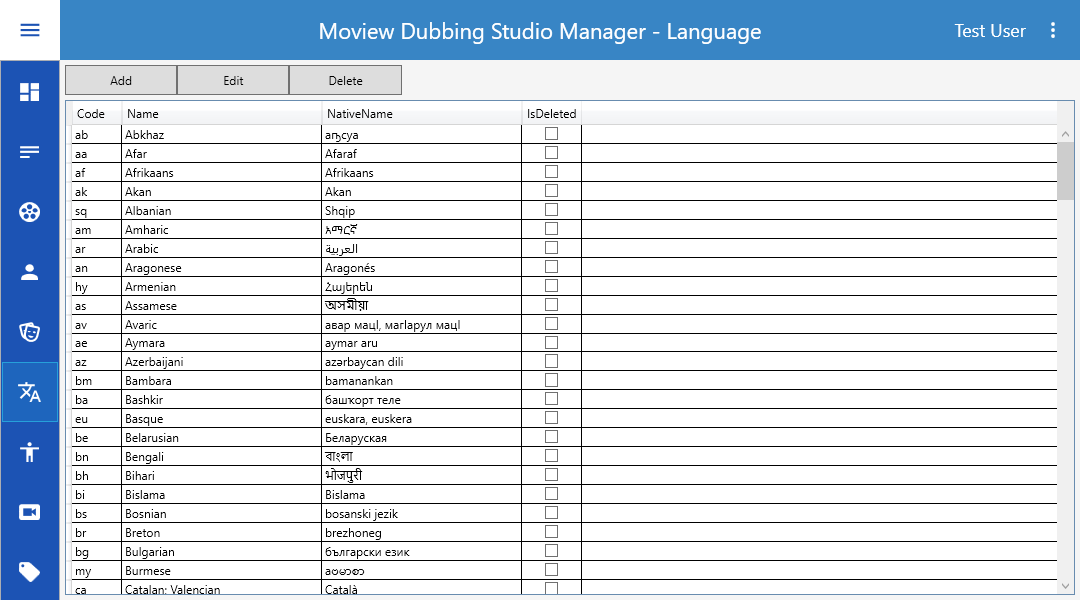 Moview Dubbing Studio Manager - Language
Test User
Add Edit Delete
Code Name NativeName IsDeleted
ab Abkhaz аҧсуа
aa Afar Afaraf
af Afrikaans Afrikaans
ak Akan Akan
sq Albanian Shqip
am Amharic አማርኛ
ar Arabic العربية
an Aragonese Aragonés
hy Armenian Հայերեն
as Assamese অসমীয়া
av Avaric авар мацӀ, магӀарул мацӀ
ae Aymara aymar aru
az Azerbaijani azərbaycan dili
bm Bambara bamanankan
ba Bashkir башҡорт теле
eu Basque euskara, euskera
be Belarusian Беларуская
bn Bengali বাংলা
bh Bihari भोजपुरी
bi Bislama Bislama
bs Bosnian bosanski jezik
br Breton brezhoneg
bg Bulgarian български език
my Burmese ဗမာစာ
ca Catalan; Valencian Català